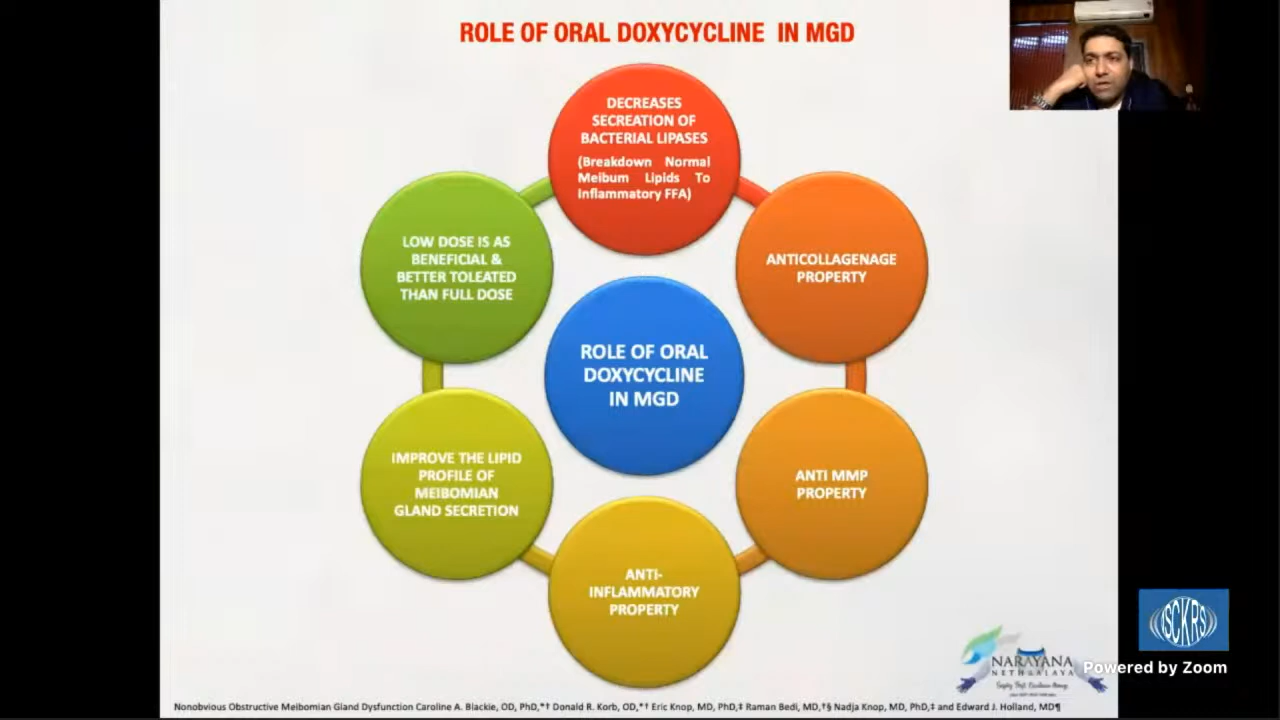 ROLE OF ORAL DOXYCYCLINE IN MGD
DECREASES
SECREATION OF
BACTERIAL LIPASES
(Breakdown Normal
Meibum Lipids To
Inflammatory FFA)
ANTICOLLAGENAGE
PROPERTY
ANTI MMP
PROPERTY
ANTI-
INFLAMMATORY
PROPERTY
IMPROVE THE LIPID
PROFILE OF
MEIBOMIAN
GLAND SECRETION
LOW DOSE IS AS
BENEFICIAL &
BETTER TOLEATED
THAN FULL DOSE
ROLE OF ORAL
DOXYCYCLINE
IN MGD
ISCKRS
NARAYANA
NETHRALAYA
Powered by Zoom
Nonobvious Obstructive Meibomian Gland Dysfunction Caroline A. Blackie, OD, PhD,*† Donald R. Korb, OD,*† Eric Knop, MD, PhD,‡ Raman Bedi, MD,†§ Nadja Knop, MD, PhD,‡ and Edward J. Holland, MD¶